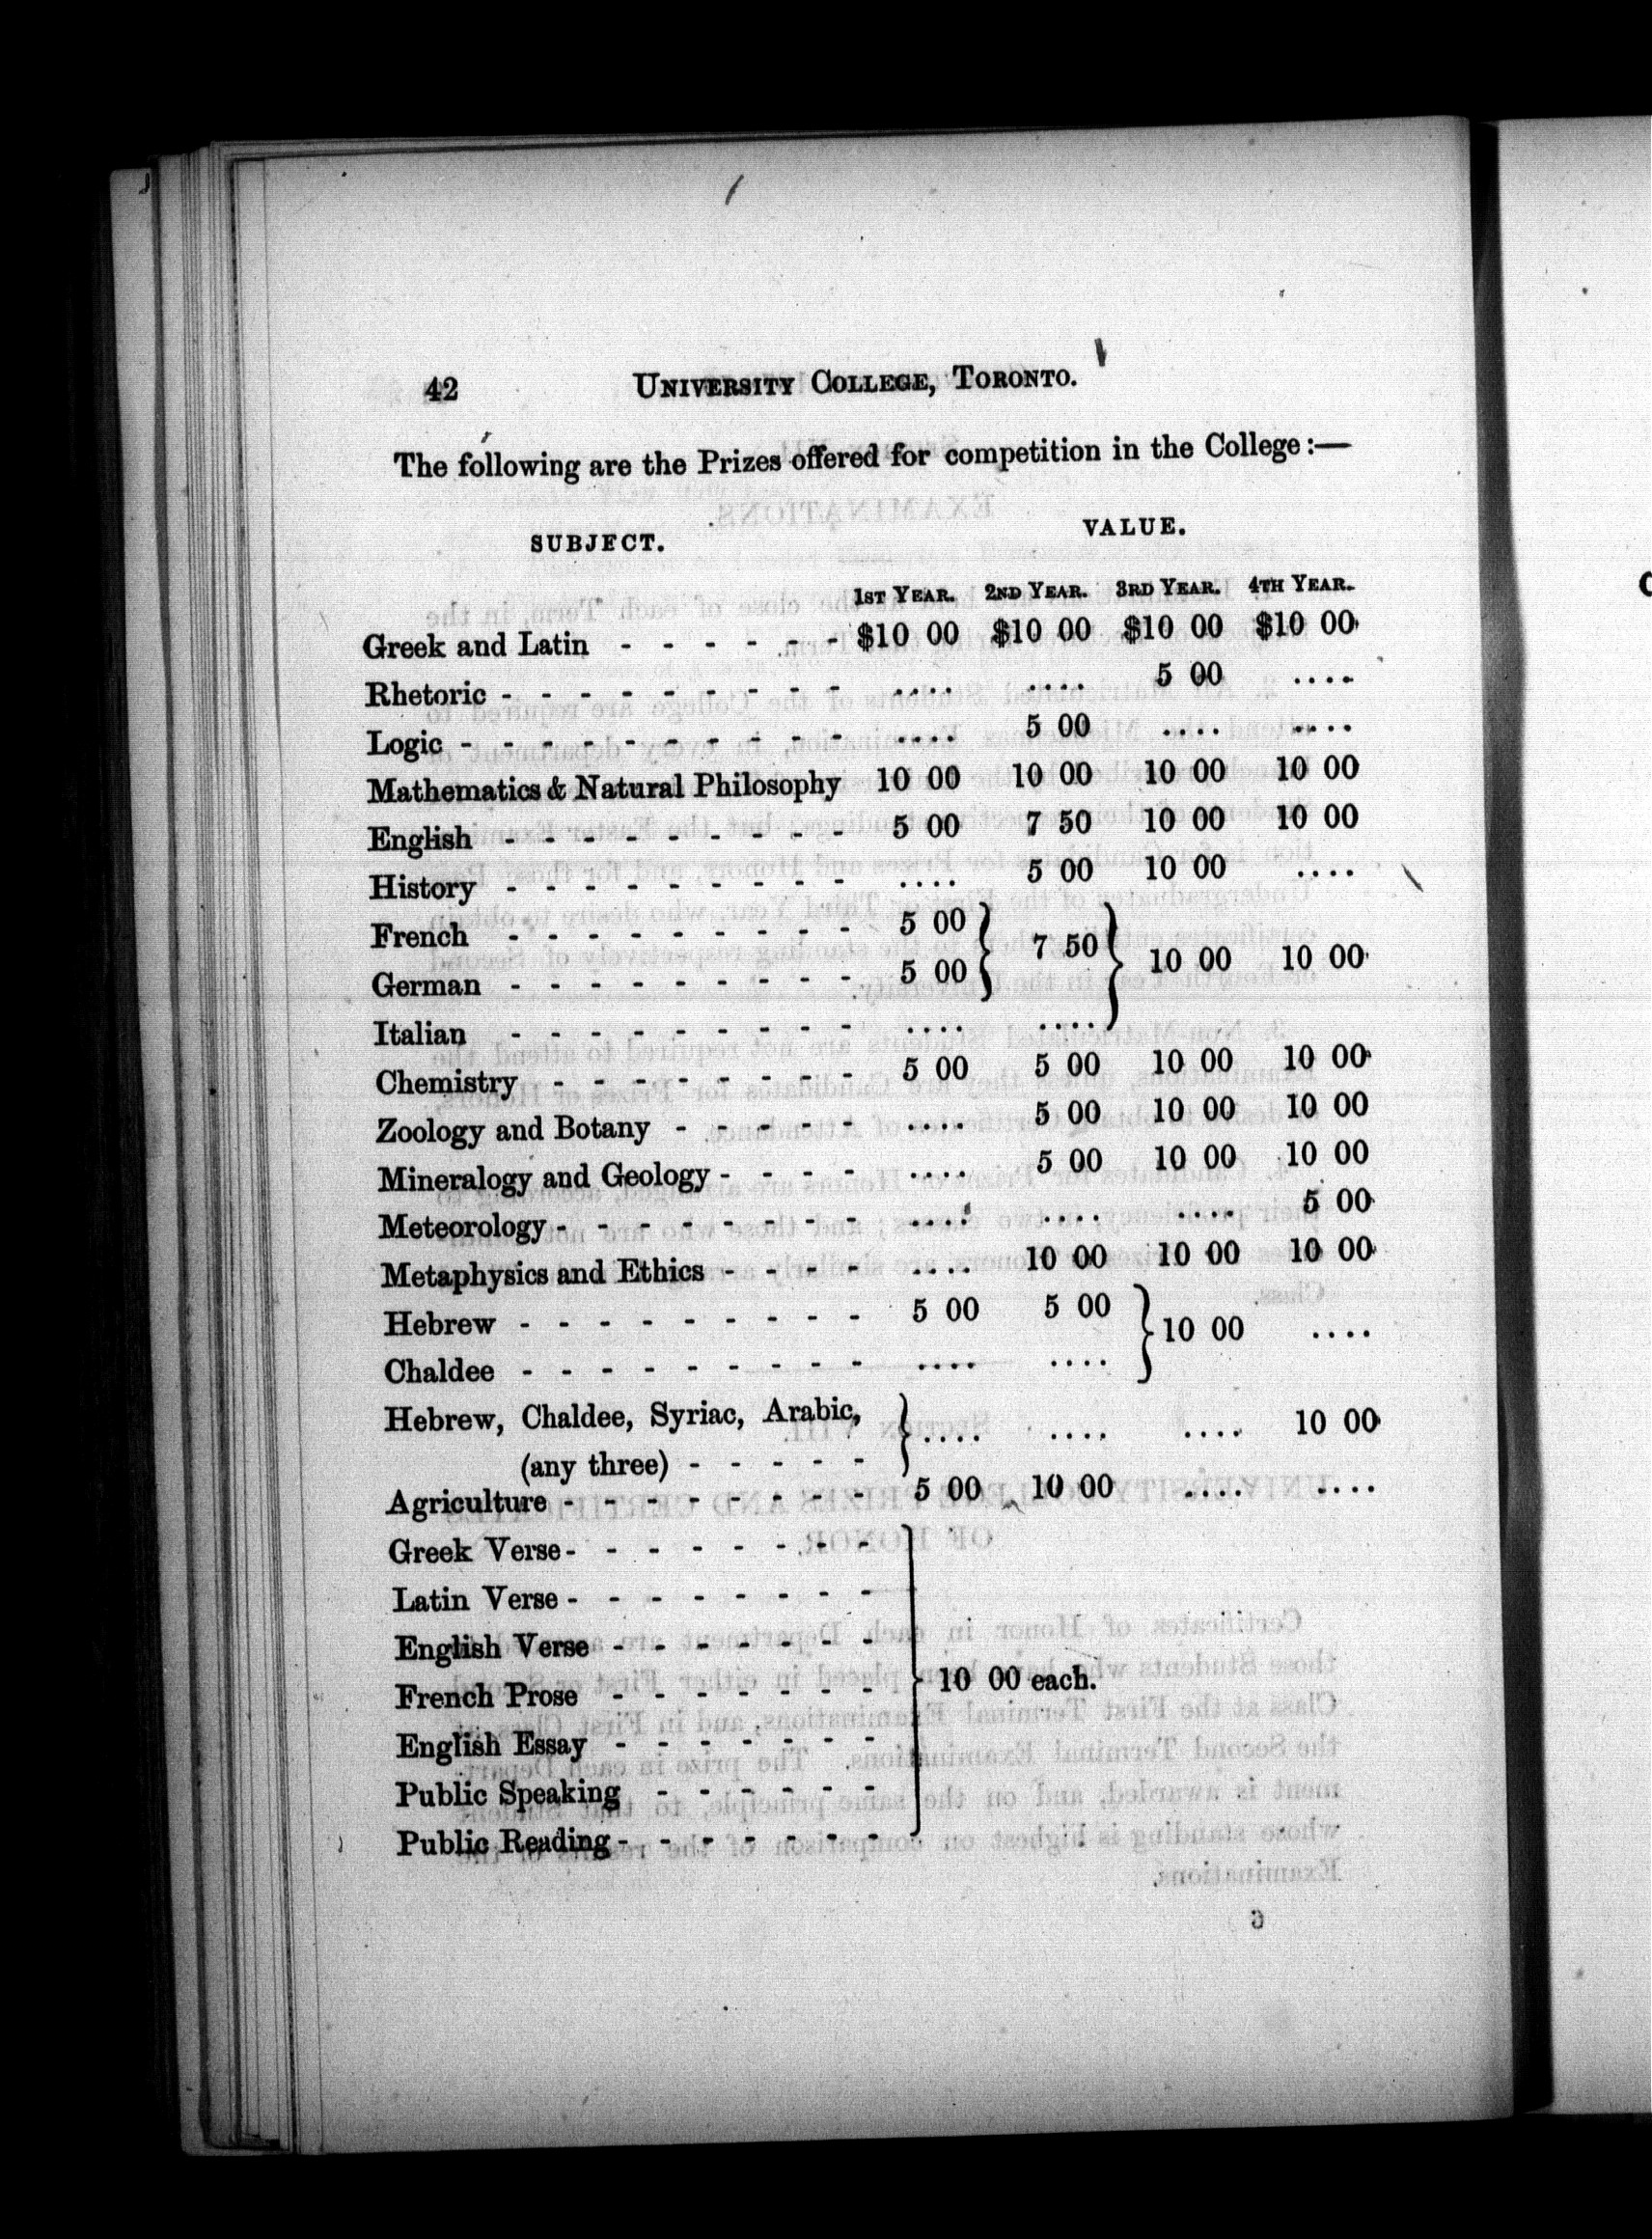 42 UNIVERSITY COLLEGE, TORONTO.
The following are the Prizes offered for competition in the College:—
SUBJECT. VALUE.
1ST YEAR. 2ND YEAR. 3RD YEAR. 4TH YEAR.
Greek and Latin - - - - - - $10 00 $10 00 $10 00 $10 00
Rhetoric - - - - - - - - - .... .... 5 00 ....
Logic - - - - - - - - - .... 5 00 .... ....
Mathematics & Natural Philosophy 10 00 10 00 10 00 10 00
English - - - - - - - - - 5 00 7 50 10 00 10 00
History - - - - - - - - - .... 5 00 10 00 ....
French - - - - - - - - - 5 00 } 7 50 } 10 00 10 00
German - - - - - - - - - 5 00
Italian - - - - - - - - - .... ....
Chemistry - - - - - - - - 5 00 5 00 10 00 10 00
Zoology and Botany - - - - - .... 5 00 10 00 10 00
Mineralogy and Geology - - - - .... 5 00 10 00 10 00
Meteorology - - - - - - - - .... .... .... 5 00
Metaphysics and Ethics - - - - .... 10 00 10 00 10 00
Hebrew - - - - - - - - - 5 00 5 00 } 10 00 ....
Chaldee - - - - - - - - - .... ....
Hebrew, Chaldee, Syriac, Arabic, } .... .... .... 10 00
(any three) - - - - -
Agriculture - - - - - - - - 5 00 10 00 .... ....
Greek Verse - - - - - - - -
Latin Verse - - - - - - - -
English Verse - - - - - - -
French Prose - - - - - - - } 10 00 each.
English Essay - - - - - - -
Public Speaking - - - - - -
Public Reading - - - - - - -